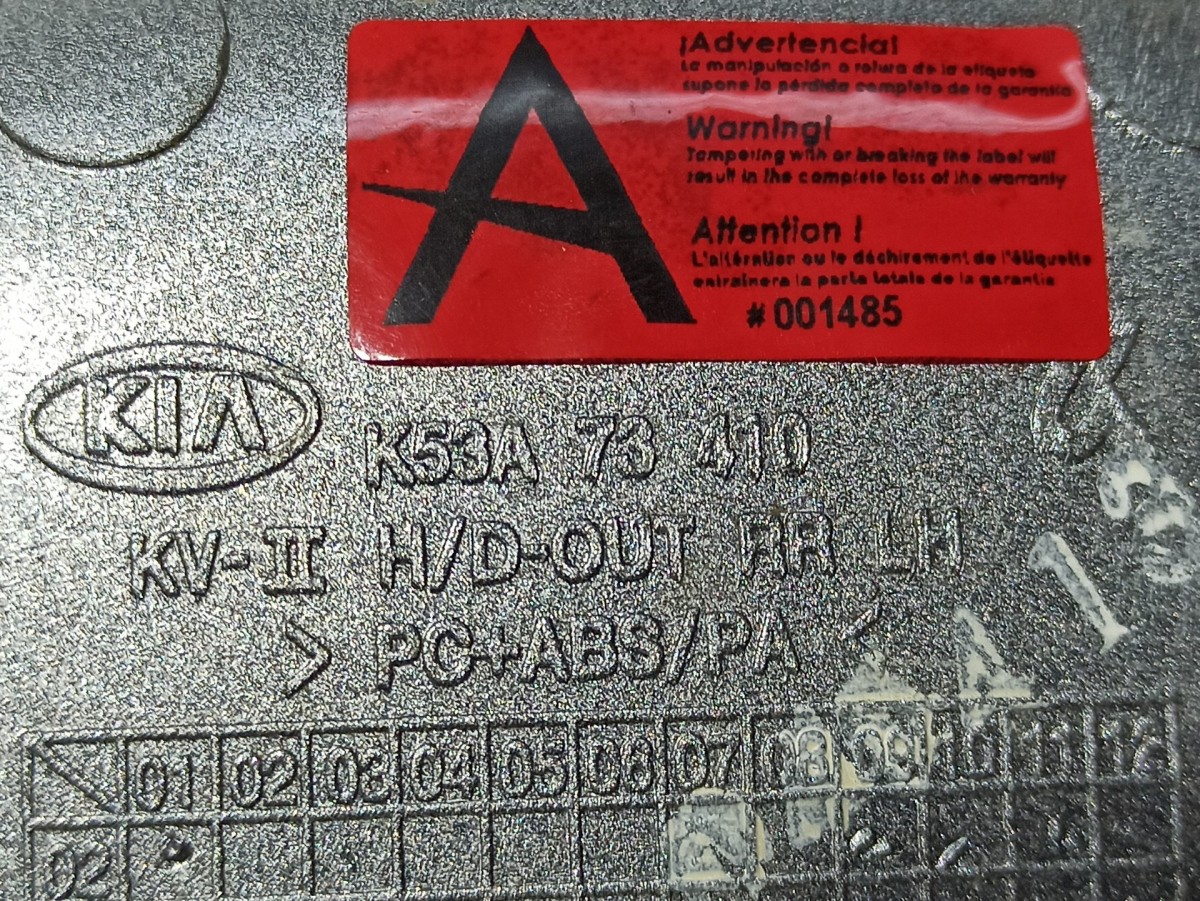 ¡Advertencia!
La manipulación o rotura de la etiqueta
supone la pérdida completa de la garantía
Warning!
Tampering with or breaking the label will
result in the complete loss of the warranty
Attention !
L'altération ou le déchirement de l'étiquette
entraînera la perte totale de la garantie
#001485
KIA
K53A 73 410
KV-II H/D-OUT RR LH
> PC+ABS/PA <
01 02 03 04 05 06 07 08 09 10 11 12
02